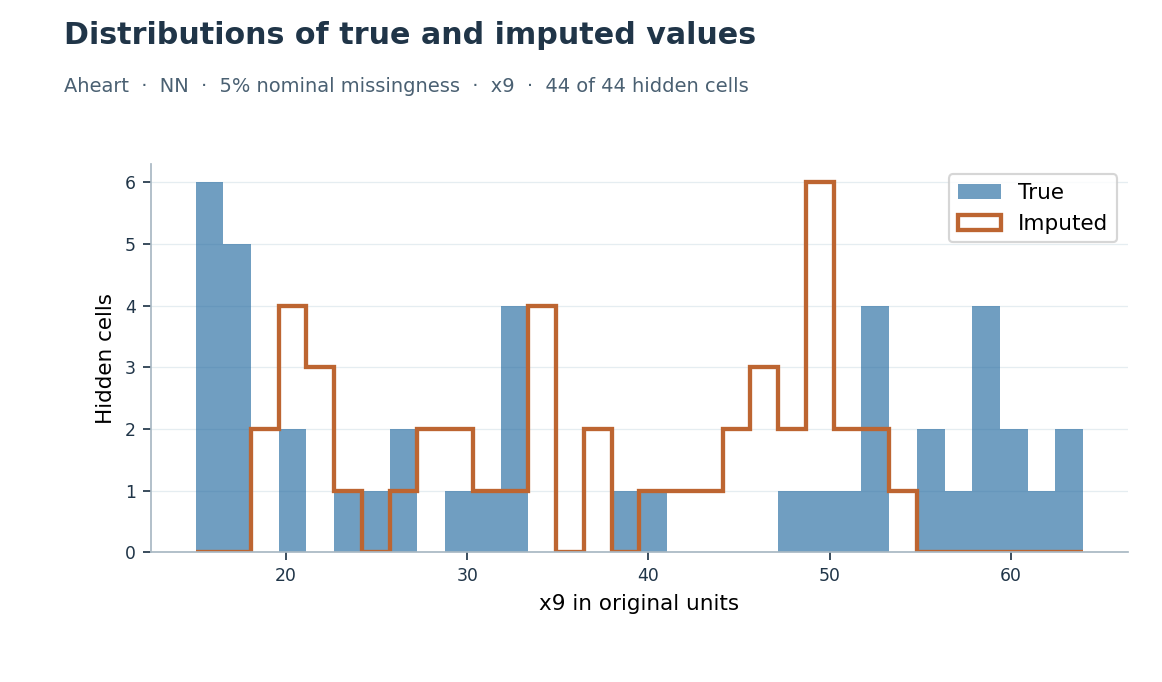 Distributions of true and imputed values
Aheart · NN · 5% nominal missingness · x9 · 44 of 44 hidden cells
6
5
4
3
2
1
0
Hidden cells
True
Imputed
20
30
40
50
60
x9 in original units